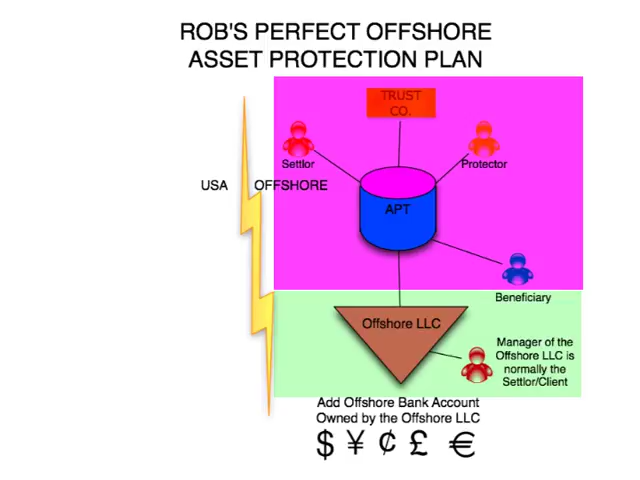 ROB'S PERFECT OFFSHORE
ASSET PROTECTION PLAN
TRUST
CO.
Settlor
Protector
USA
OFFSHORE
APT
Beneficiary
Offshore LLC
Manager of the
Offshore LLC is
normally the
Settlor/Client
Add Offshore Bank Account
Owned by the Offshore LLC
$ ¥ ¢ £ €